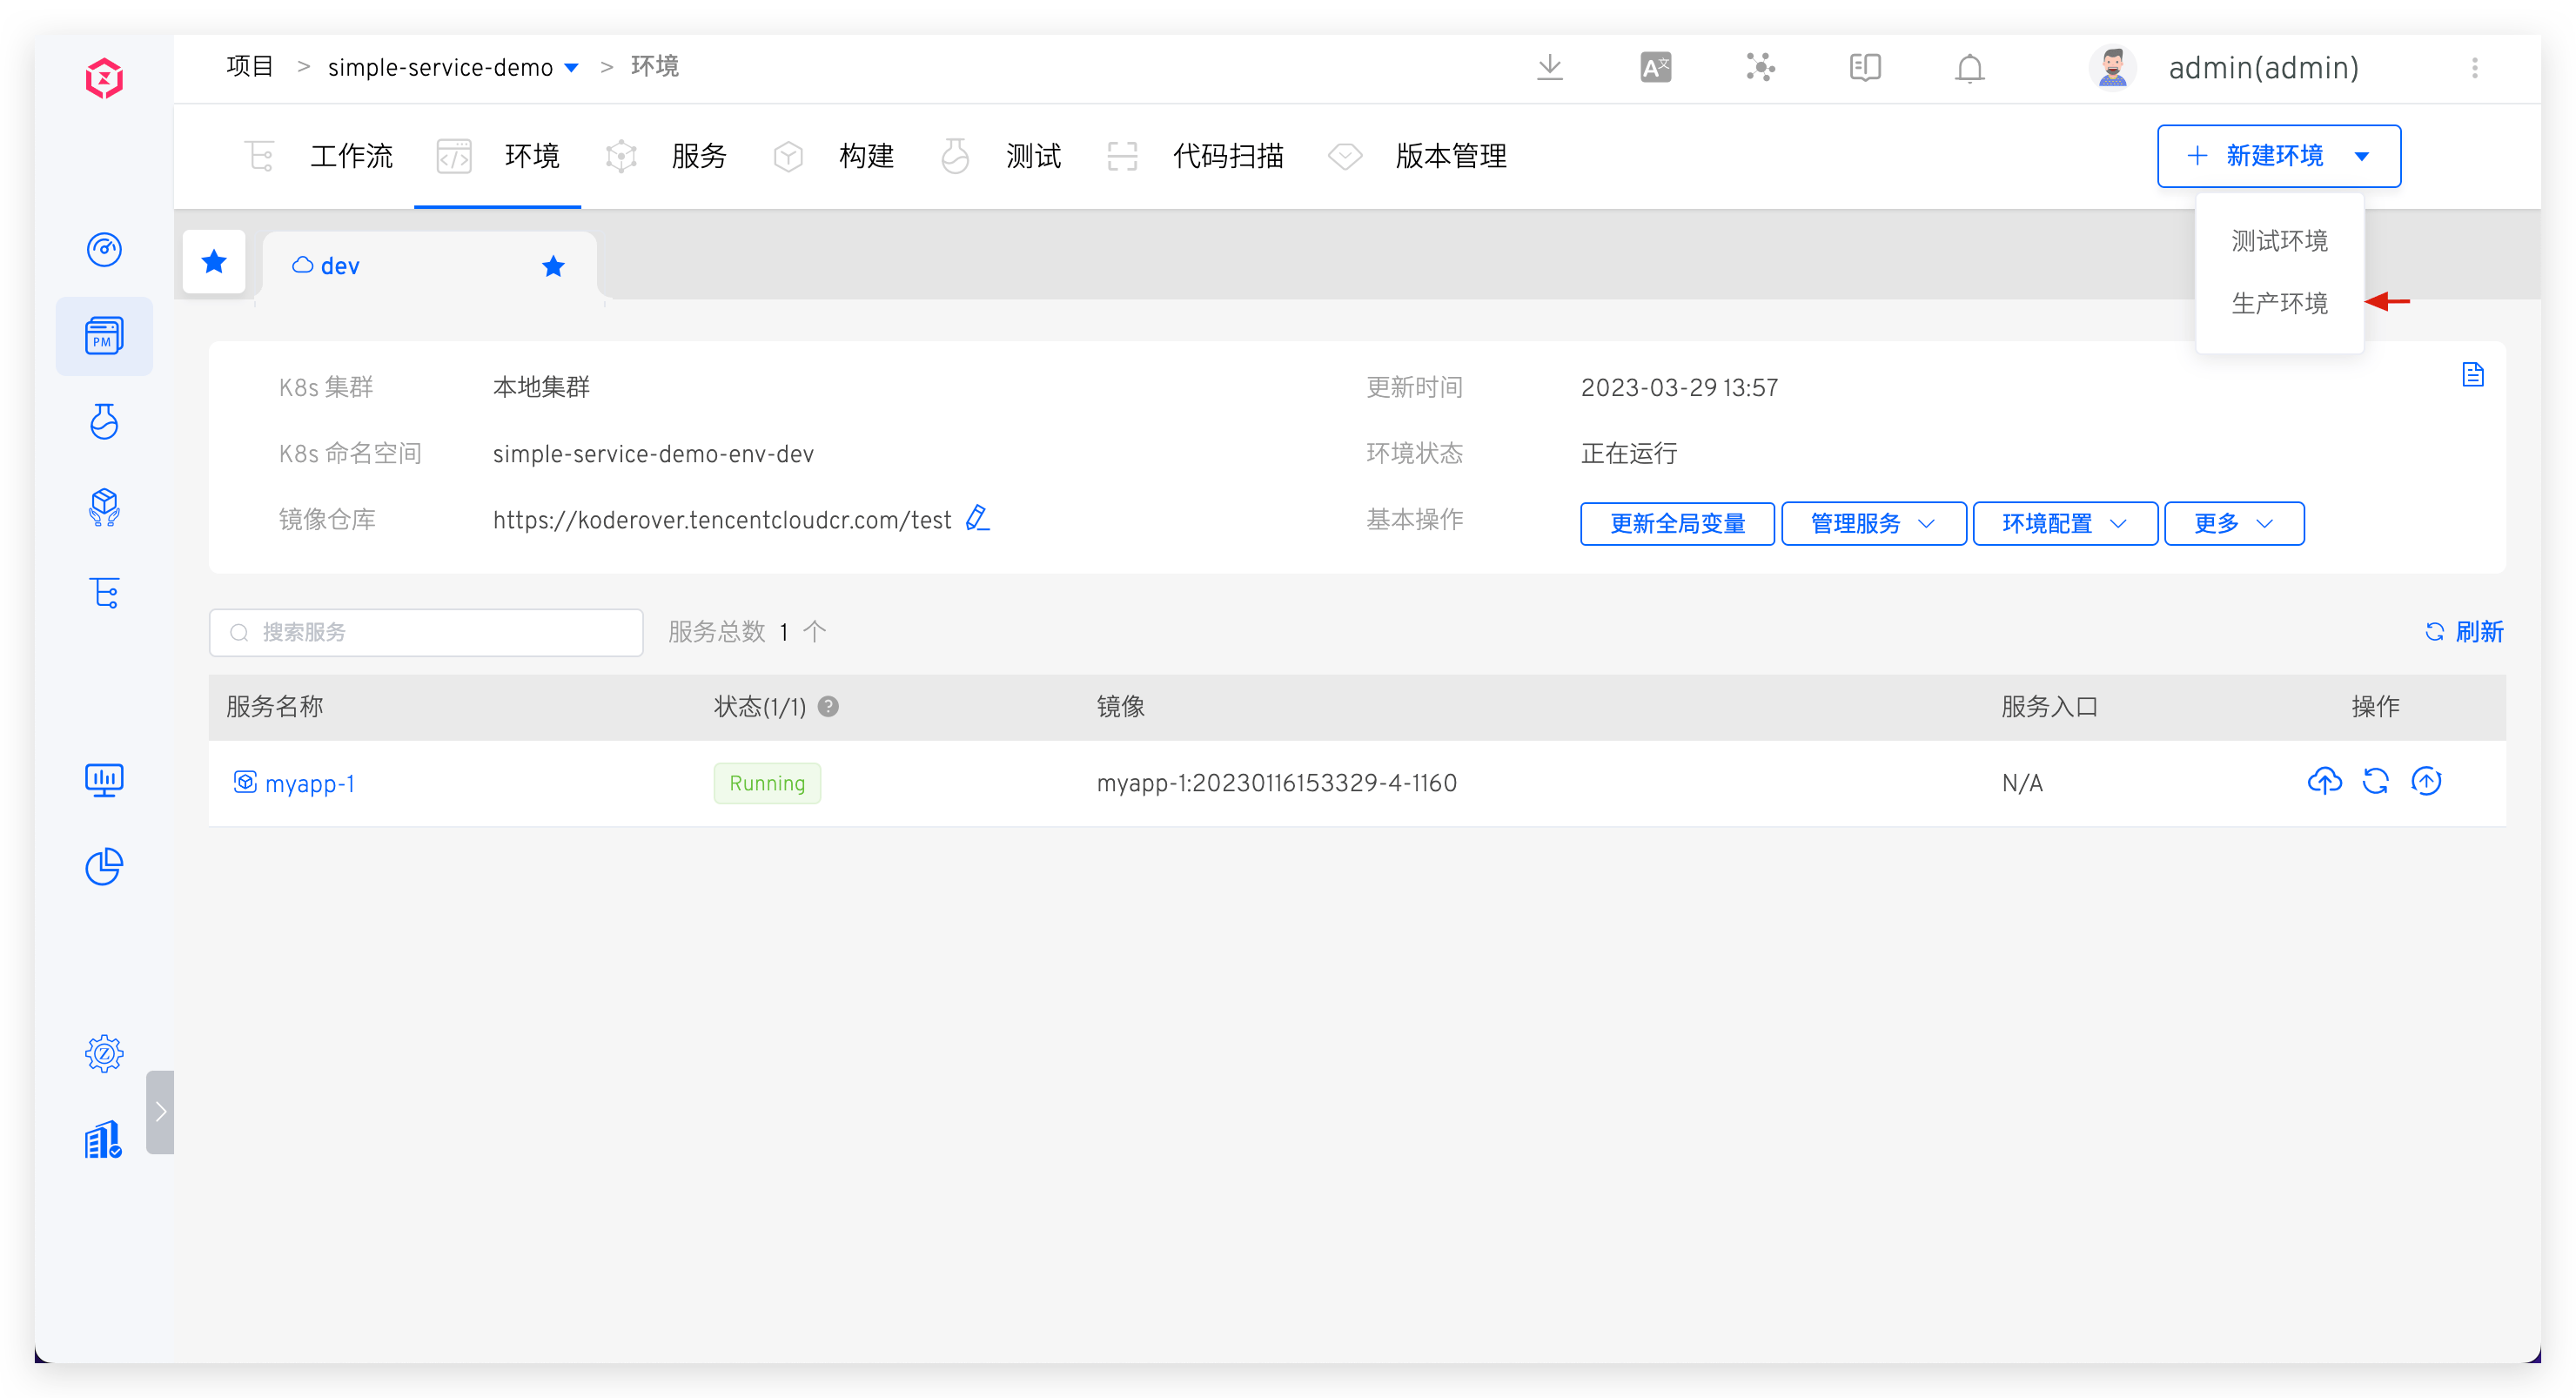 项目 > simple-service-demo > 环境
admin(admin)
工作流 环境 服务 构建 测试 代码扫描 版本管理
+ 新建环境
测试环境
生产环境
dev
PM
K8s 集群 本地集群 更新时间 2023-03-29 13:57
K8s 命名空间 simple-service-demo-env-dev 环境状态 正在运行
镜像仓库 https://koderover.tencentcloudcr.com/test 基本操作 更新全局变量 管理服务 环境配置 更多
搜索服务 服务总数 1 个 刷新
服务名称 状态(1/1) ? 镜像 服务入口 操作
myapp-1 Running myapp-1:20230116153329-4-1160 N/A